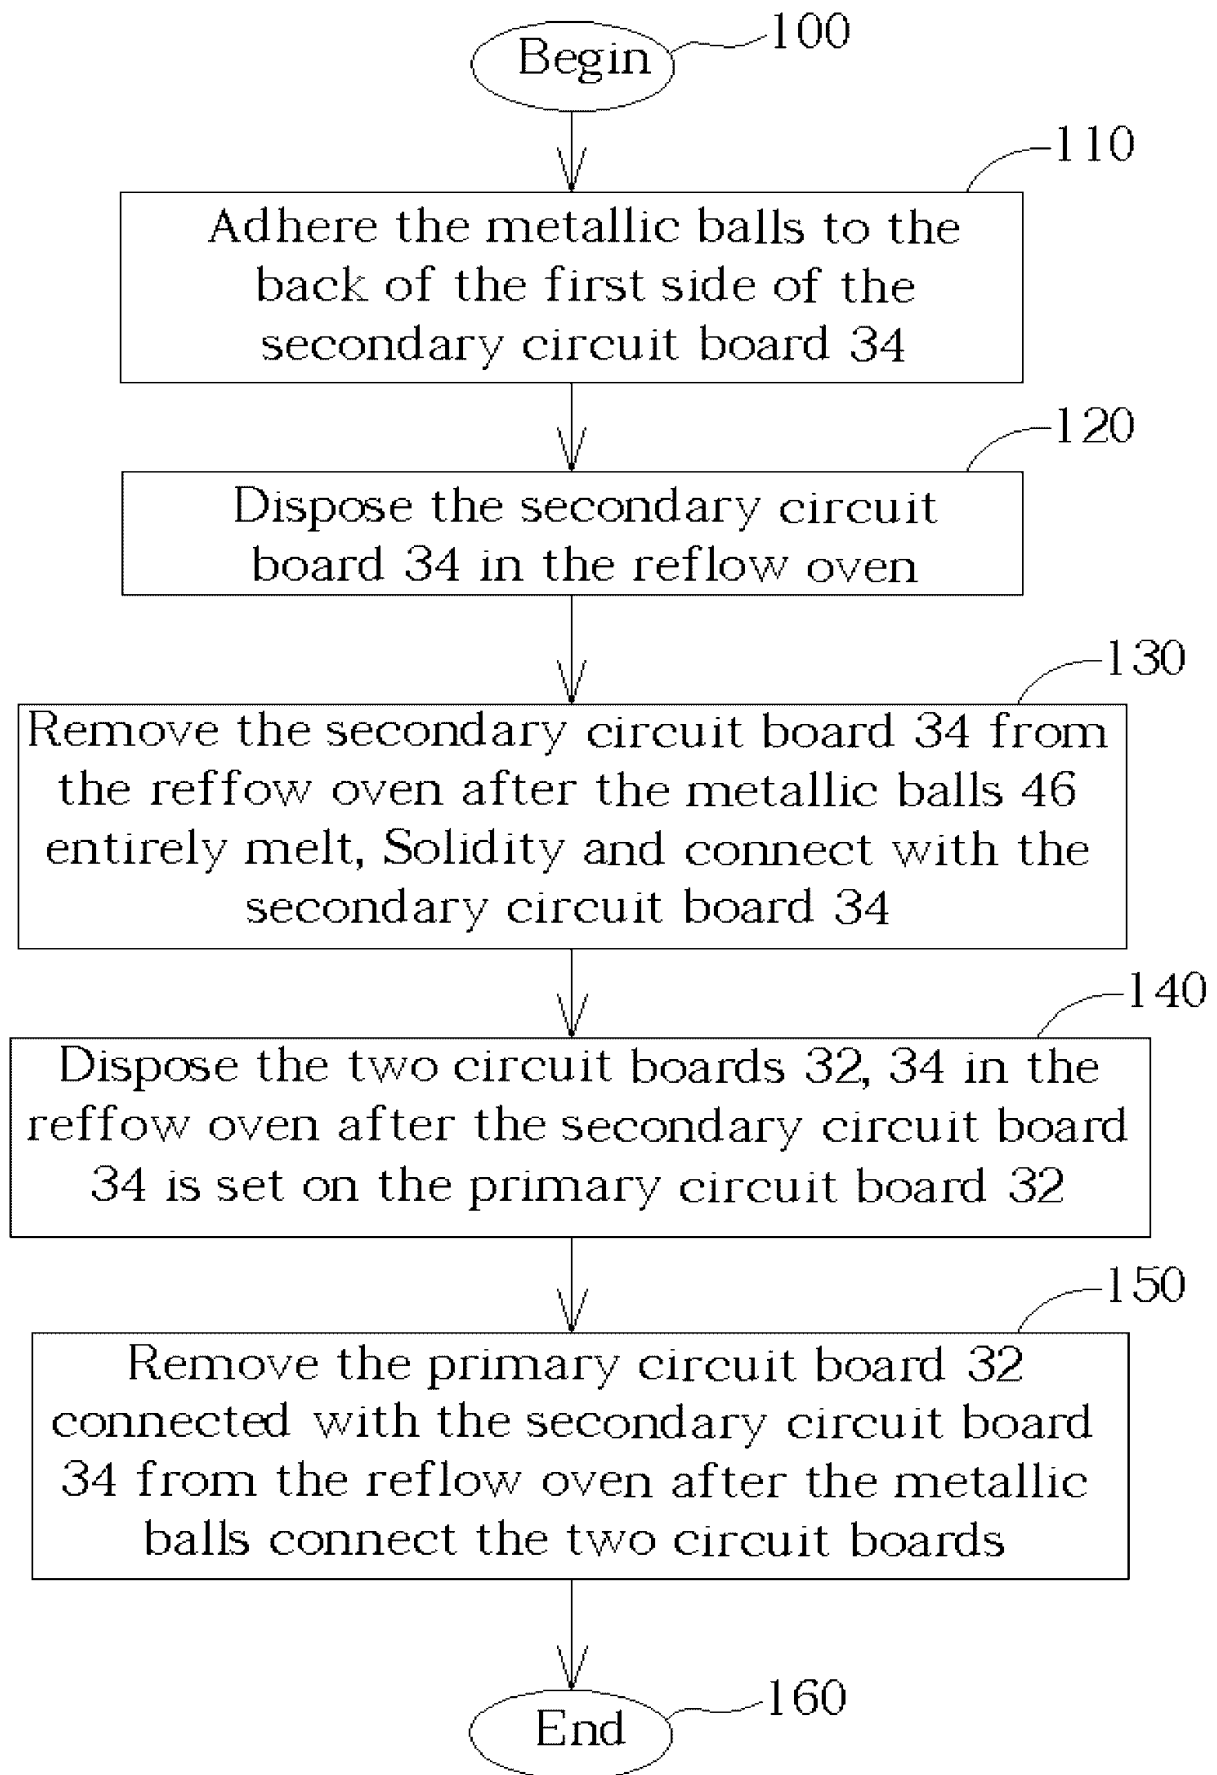 Begin
100
110
Adhere the metallic balls to the
back of the first side of the
secondary circuit board 34
120
Dispose the secondary circuit
board 34 in the reflow oven
130
Remove the secondary circuit board 34 from
the reffow oven after the metallic balls 46
entirely melt, Solidity and connect with the
secondary circuit board 34
140
Dispose the two circuit boards 32, 34 in the
reffow oven after the secondary circuit board
34 is set on the primary circuit board 32
150
Remove the primary circuit board 32
connected with the secondary circuit board
34 from the reflow oven after the metallic
balls connect the two circuit boards
160
End